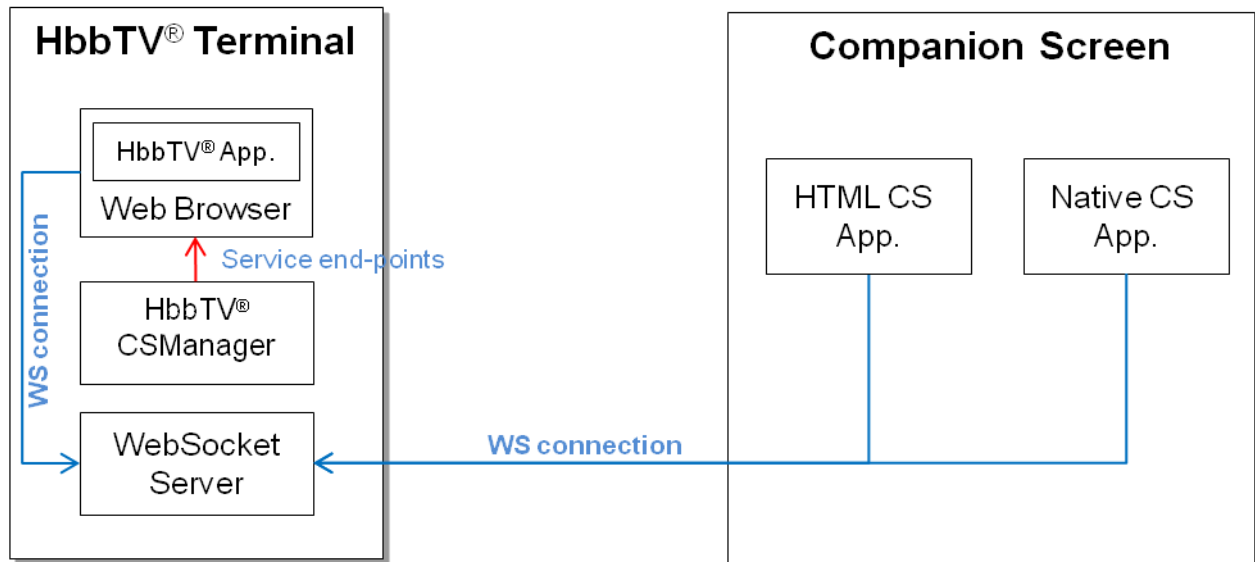 HbbTV® Terminal
HbbTV® App.
Web Browser
WS connection
Service end-points
HbbTV®
CSManager
WebSocket
Server
WS connection
Companion Screen
HTML CS
App.
Native CS
App.